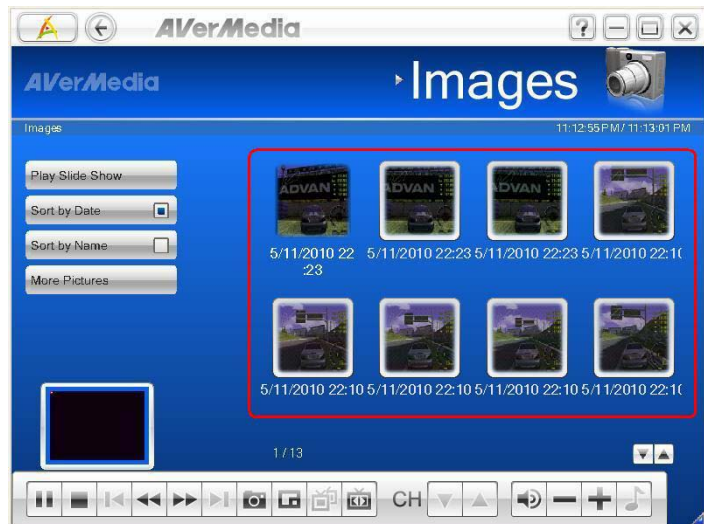 AVerMedia
AVerMedia
Images
Images
11:12:55 PM / 11:13:01 PM
Play Slide Show
Sort by Date
Sort by Name
More Pictures
ADVAN
ADVAN
ADVAN
5/11/2010 22
:23
5/11/2010 22:23
5/11/2010 22:23
5/11/2010 22:1
5/11/2010 22:10
5/11/2010 22:10
5/11/2010 22:10
5/11/2010 22:1
1 / 13
CH